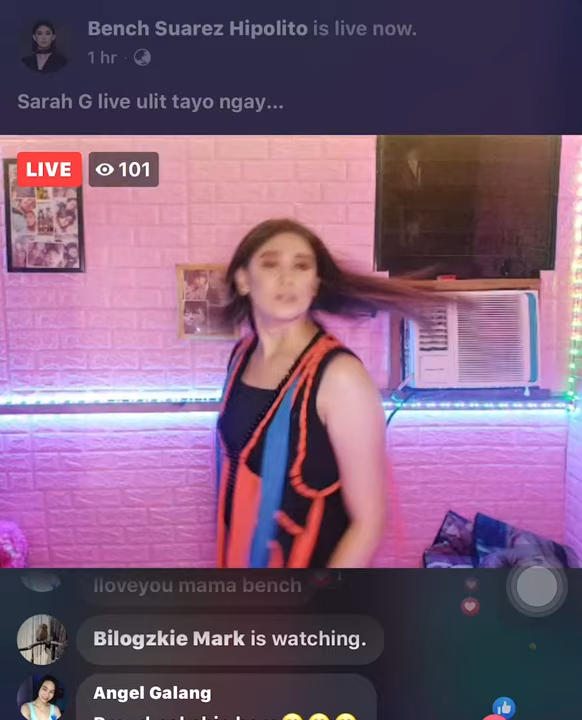 Bench Suarez Hipolito is live now.
1 hr ·
Sarah G live ulit tayo ngay...
LIVE 101
Iloveyou mama bench
Bilogzkie Mark is watching.
Angel Galang